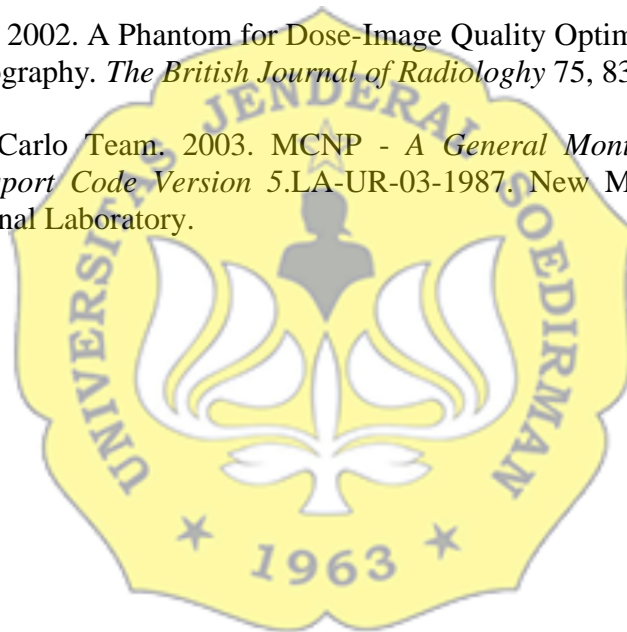 2002. A Phantom for Dose-Image Quality Optim
ography. The British Journal of Radiologhy 75, 83
Carlo Team. 2003. MCNP - A General Mont
port Code Version 5.LA-UR-03-1987. New M
nal Laboratory.
UNIVERSITAS JENDERAL SOEDIRMAN
1963